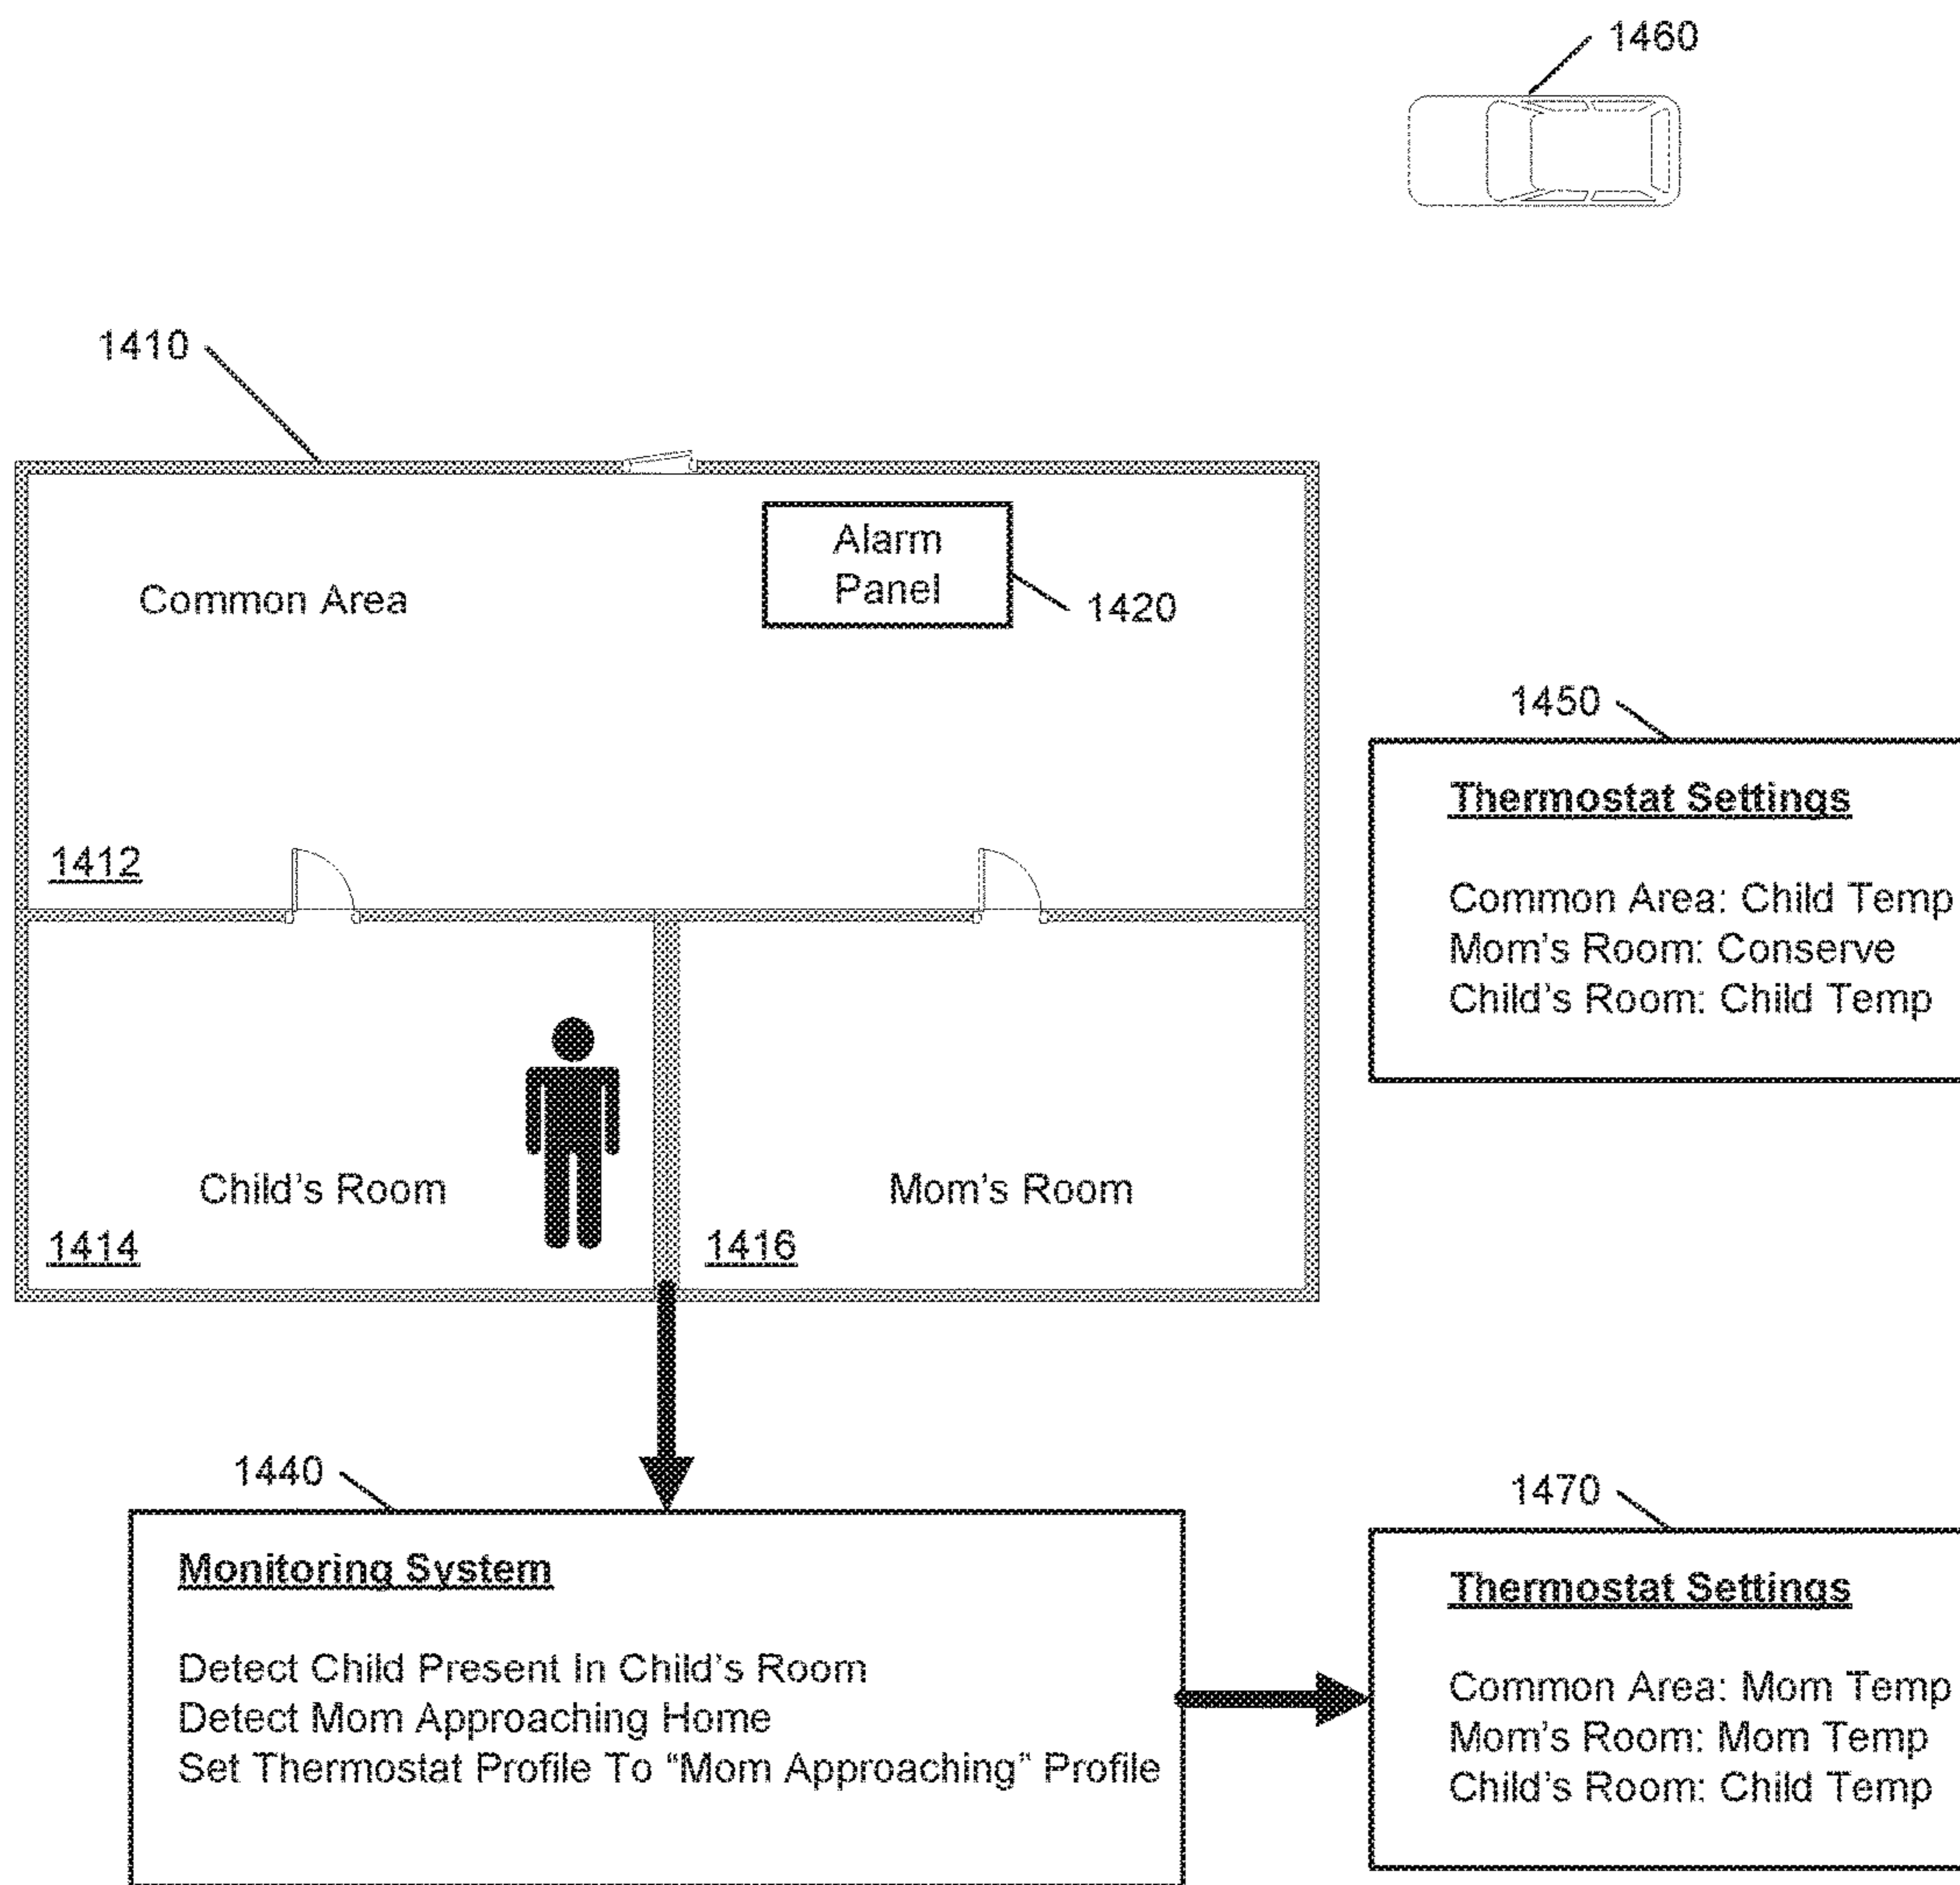 1460
1410
Alarm
Panel
Common Area
1420
1450
Thermostat Settings
Common Area: Child Temp
Mom's Room: Conserve
Child's Room: Child Temp
1412
Child's Room
Mom's Room
1414
1416
1440
Monitoring System
Detect Child Present In Child's Room
Detect Mom Approaching Home
Set Thermostat Profile To “Mom Approaching” Profile
1470
Thermostat Settings
Common Area: Mom Temp
Mom's Room: Mom Temp
Child's Room: Child Temp